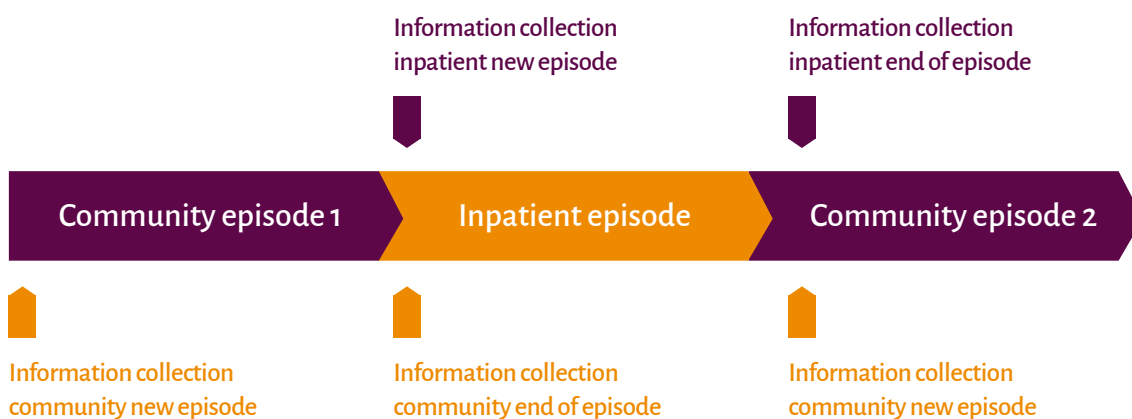 Information collection
inpatient new episode
Information collection
inpatient end of episode
Community episode 1
Inpatient episode
Community episode 2
Information collection
community new episode
Information collection
community end of episode
Information collection
community new episode